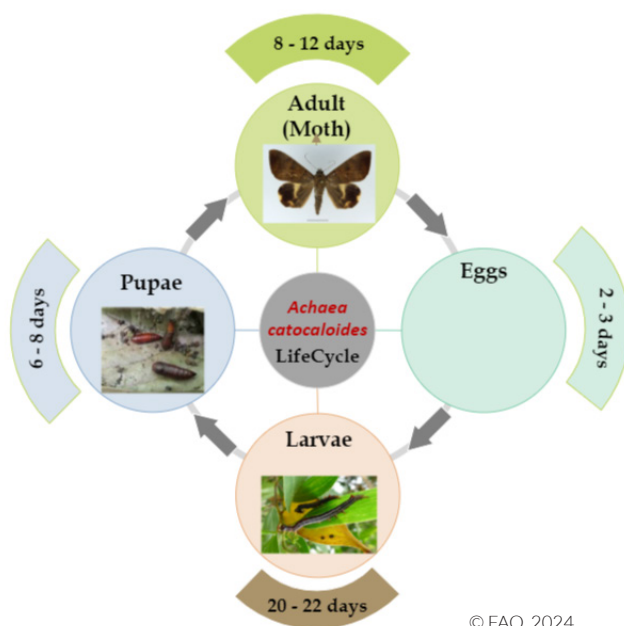 8 - 12 days
Adult
(Moth)
Eggs
2 - 3 days
Pupae
6 - 8 days
Achaea
catocaloides
LifeCycle
Larvae
20 - 22 days
© FAO, 2024